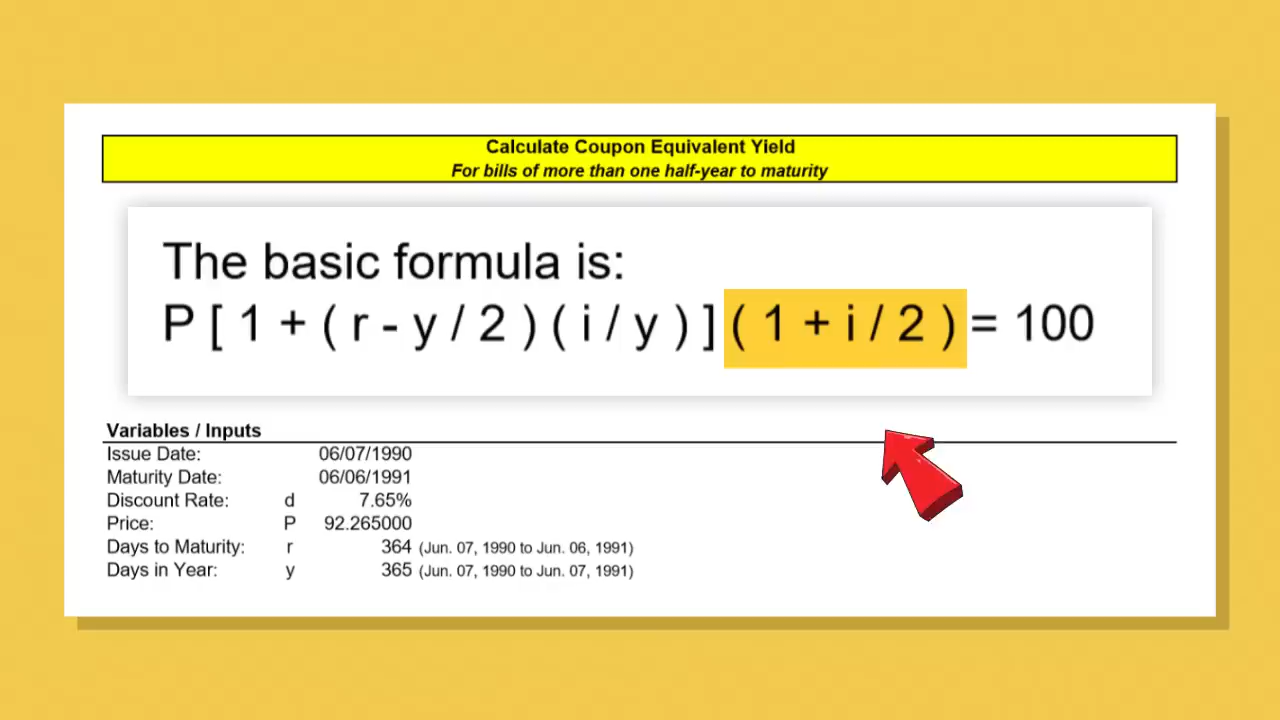 Calculate Coupon Equivalent Yield
For bills of more than one half-year to maturity
The basic formula is:
P [ 1 + ( r - y / 2 ) ( i / y ) ] ( 1 + i / 2 ) = 100
Variables / Inputs
Issue Date: 06/07/1990
Maturity Date: 06/06/1991
Discount Rate: d 7.65%
Price: P 92.265000
Days to Maturity: r 364 (Jun. 07, 1990 to Jun. 06, 1991)
Days in Year: y 365 (Jun. 07, 1990 to Jun. 07, 1991)